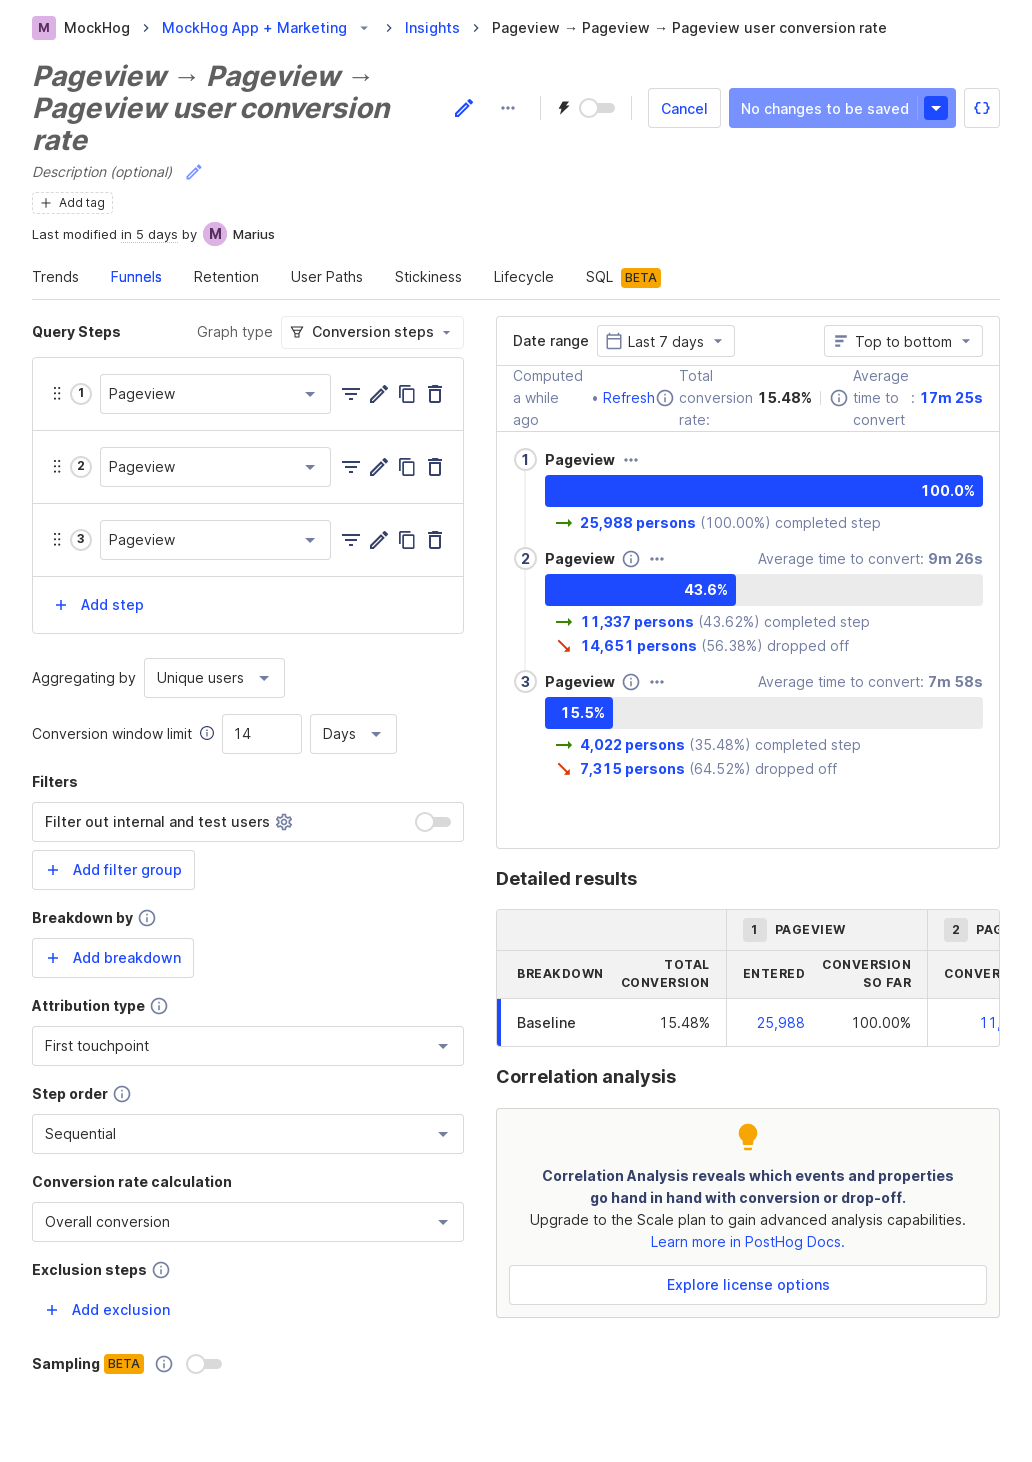 M MockHog > MockHog App + Marketing > Insights > Pageview → Pageview → Pageview user conversion rate
Pageview → Pageview →
Pageview user conversion
rate
Cancel
No changes to be saved
Description (optional)
Add tag
Last modified in 5 days by M Marius
Trends Funnels Retention User Paths Stickiness Lifecycle SQL BETA
Query Steps
Graph type Conversion steps
1 Pageview
2 Pageview
3 Pageview
+ Add step
Aggregating by Unique users
Conversion window limit 14 Days
Filters
Filter out internal and test users
+ Add filter group
Breakdown by
+ Add breakdown
Attribution type
First touchpoint
Step order
Sequential
Conversion rate calculation
Overall conversion
Exclusion steps
+ Add exclusion
Sampling BETA
Date range Last 7 days
Top to bottom
Computed
a while
ago
• Refresh
Total
conversion
rate:
15.48%
Average
time to
convert
: 17m 25s
1 Pageview
100.0%
25,988 persons (100.00%) completed step
2 Pageview
Average time to convert: 9m 26s
43.6%
11,337 persons (43.62%) completed step
14,651 persons (56.38%) dropped off
3 Pageview
Average time to convert: 7m 58s
15.5%
4,022 persons (35.48%) completed step
7,315 persons (64.52%) dropped off
Detailed results
1 PAGEVIEW
2 PAG
BREAKDOWN
TOTAL
CONVERSION
ENTERED
CONVERSION
SO FAR
CONVER
Baseline 15.48% 25,988 100.00% 11,
Correlation analysis
Correlation Analysis reveals which events and properties
go hand in hand with conversion or drop-off.
Upgrade to the Scale plan to gain advanced analysis capabilities.
Learn more in PostHog Docs.
Explore license options